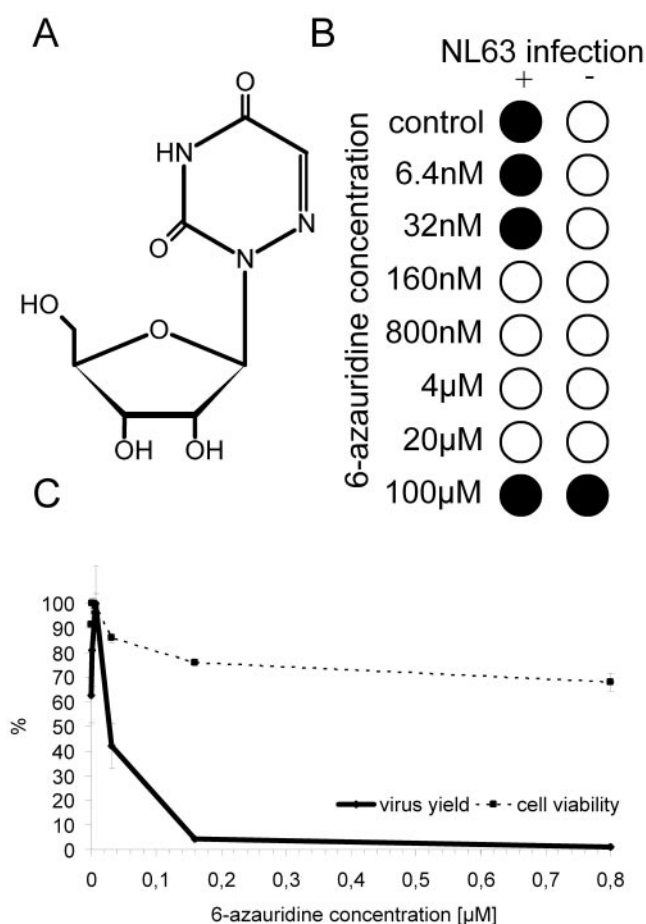 A
O
HN
N
O
N
HO
O
OH
OH
B
NL63 infection
+ -
6-azauridine concentration
control
6.4nM
32nM
160nM
800nM
4µM
20µM
100µM
C
100
90
80
70
60
50
40
30
20
10
0
%
virus yield
cell viability
0 0,1 0,2 0,3 0,4 0,5 0,6 0,7 0,8
6-azauridine concentration [µM]